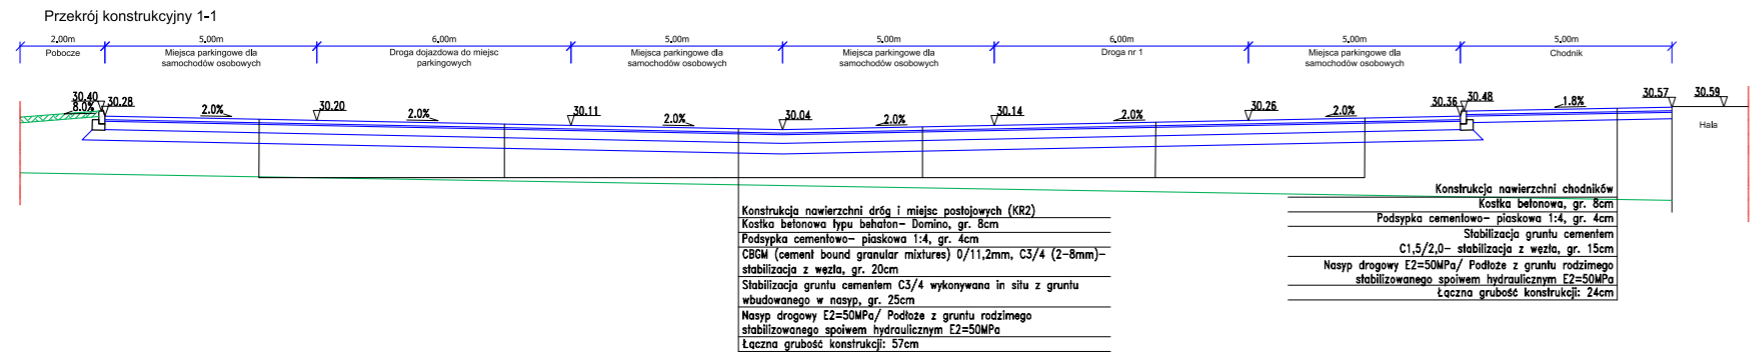 Przekrój konstrukcyjny 1-1
2,00m 5,00m 6,00m 5,00m 5,00m 6,00m 5,00m 5,00m
Pobocze
Miejsca parkingowe dla
samochodów osobowych
Droga dojazdowa do miejsc
parkingowych
Miejsca parkingowe dla
samochodów osobowych
Miejsca parkingowe dla
samochodów osobowych
Droga nr 1
Miejsca parkingowe dla
samochodów osobowych
Chodnik
30.40 30.28 30.20 30.11 30.04 30.14 30.26 30.36 30.48 30.57 30.59
8.0% 2.0% 2.0% 2.0% 2.0% 2.0% 2.0% 1.8%
Hala
Konstrukcja nawierzchni dróg i miejsc postojowych (KR2)
Kostka betonowa typu behaton– Domino, gr. 8cm
Podsypka cementowo– piaskowa 1:4, gr. 4cm
CBGM (cement bound granular mixtures) 0/11,2mm, C3/4 (2–8mm)–
stabilizacja z węzła, gr. 20cm
Stabilizacja gruntu cementem C3/4 wykonywana in situ z gruntu
wbudowanego w nasyp, gr. 25cm
Nasyp drogowy E2=50MPa/ Podłoże z gruntu rodzimego
stabilizowanego spoiwem hydraulicznym E2=50MPa
Łączna grubość konstrukcji: 57cm
Konstrukcja nawierzchni chodników
Kostka betonowa, gr. 8cm
Podsypka cementowo– piaskowa 1:4, gr. 4cm
Stabilizacja gruntu cementem
C1,5/2,0– stabilizacja z węzła, gr. 15cm
Nasyp drogowy E2=50MPa/ Podłoże z gruntu rodzimego
stabilizowanego spoiwem hydraulicznym E2=50MPa
Łączna grubość konstrukcji: 24cm